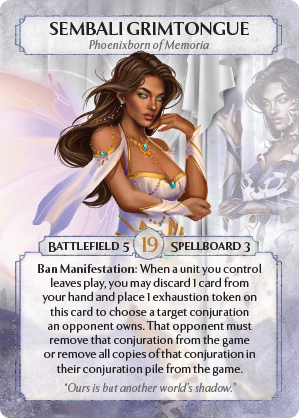 SEMBALI GRIMTONGUE
Phoenixborn of Memoria
BATTLEFIELD 5 19 SPELLBOARD 3
Ban Manifestation: When a unit you control
leaves play, you may discard 1 card from
your hand and place 1 exhaustion token on
this card to choose a target conjuration
an opponent owns. That opponent must
remove that conjuration from the game
or remove all copies of that conjuration in
their conjuration pile from the game.
"Ours is but another world's shadow."